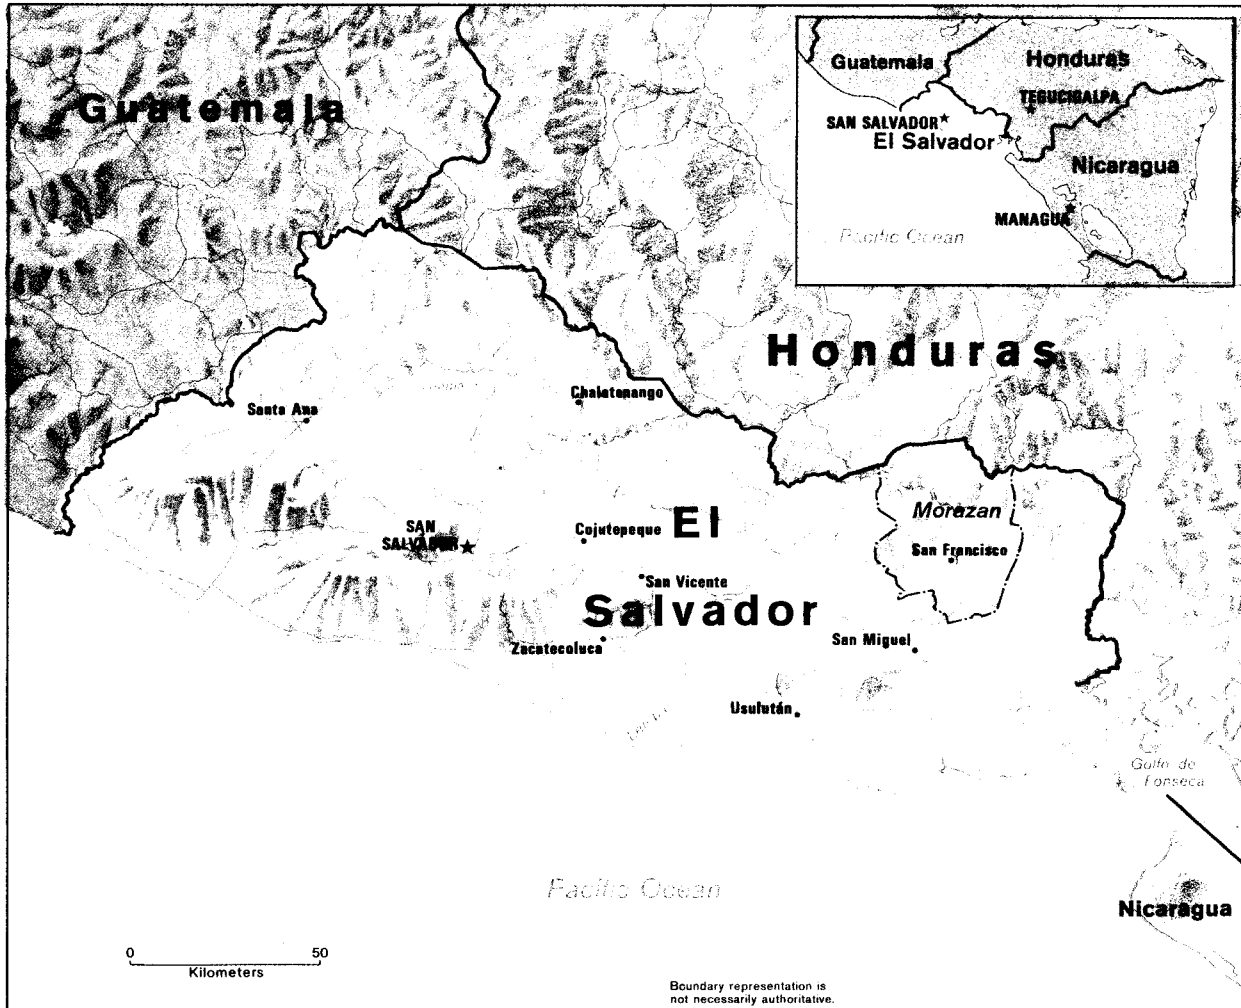 Guatemala
Guatemala
Honduras
TEGUCIGALPA
SAN SALVADOR
El Salvador
Nicaragua
MANAGUA
Pacific Ocean
Honduras
Santa Ana
Chalatenango
SAN
SALVADOR
Cojutepeque
El
Morazan
San Francisco
San Vicente
Salvador
Zacatecoluca
San Miguel
Usulután
Golfo de
Fonseca
Pacific Ocean
Nicaragua
0 50
Kilometers
Boundary representation is
not necessarily authoritative.